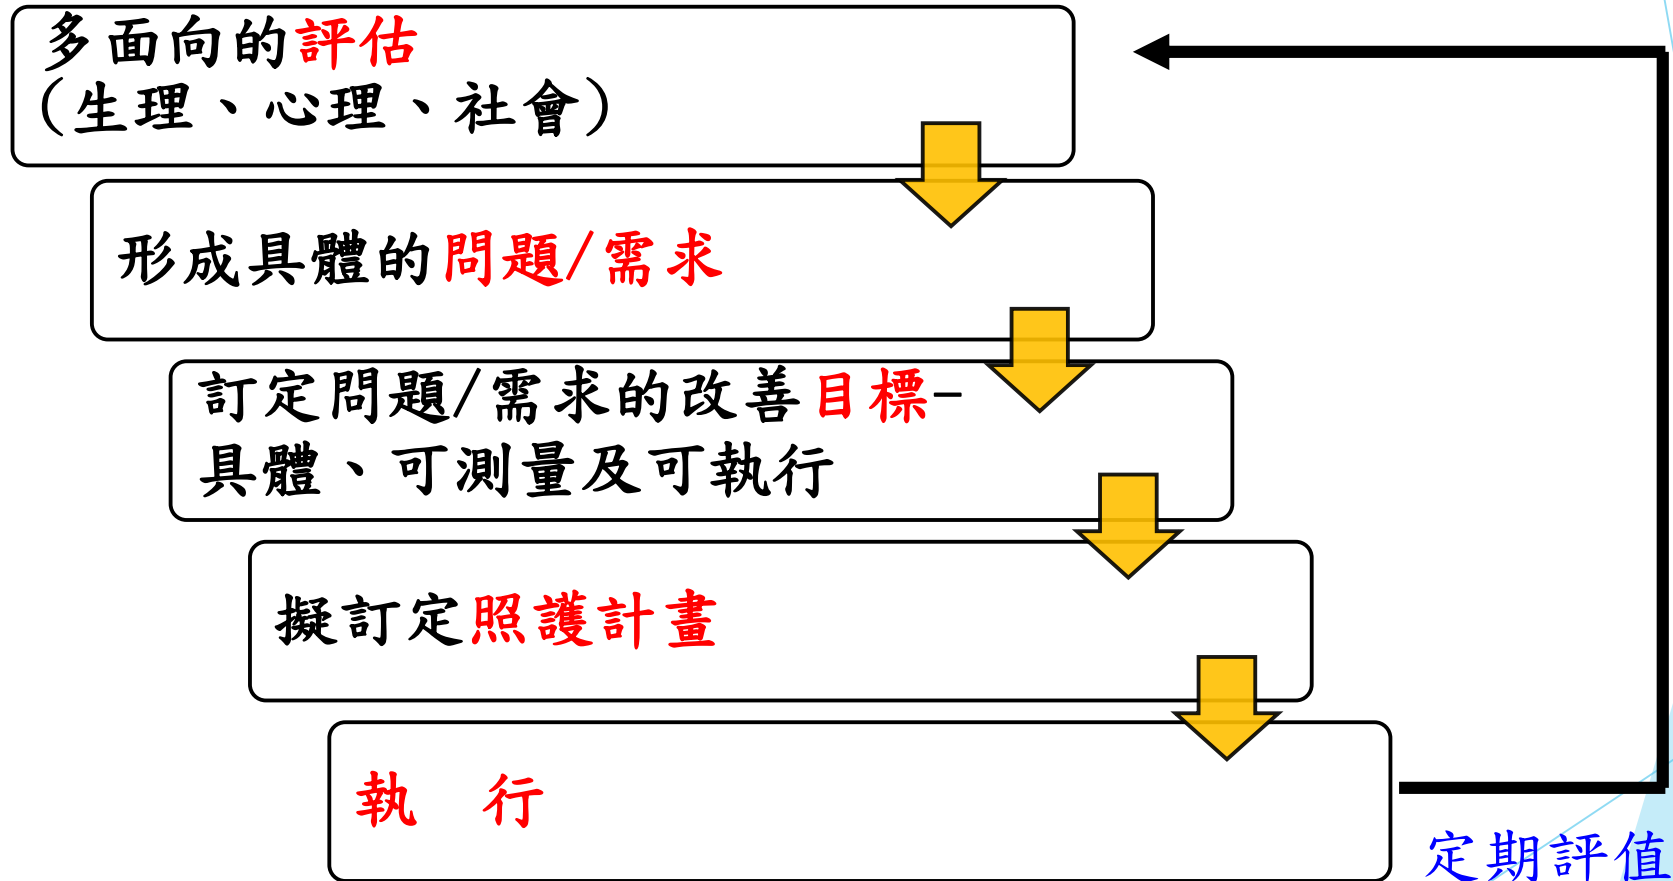 多面向的評估
(生理、心理、社會)
形成具體的問題/需求
訂定問題/需求的改善目標-
具體、可測量及可執行
擬訂定照護計畫
執 行
定期評值